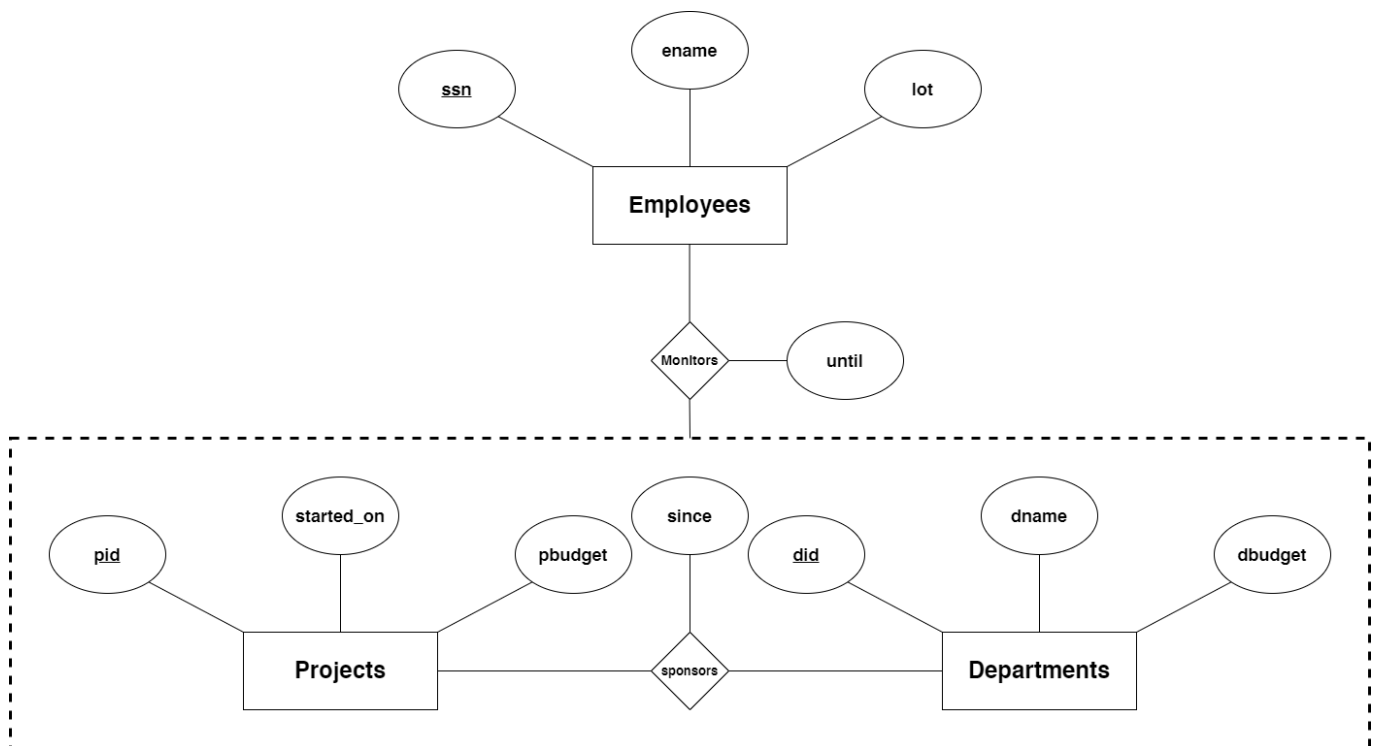 ename
ssn
lot
Employees
Monitors
until
started_on
since
dname
pid
pbudget
did
dbudget
Projects
sponsors
Departments